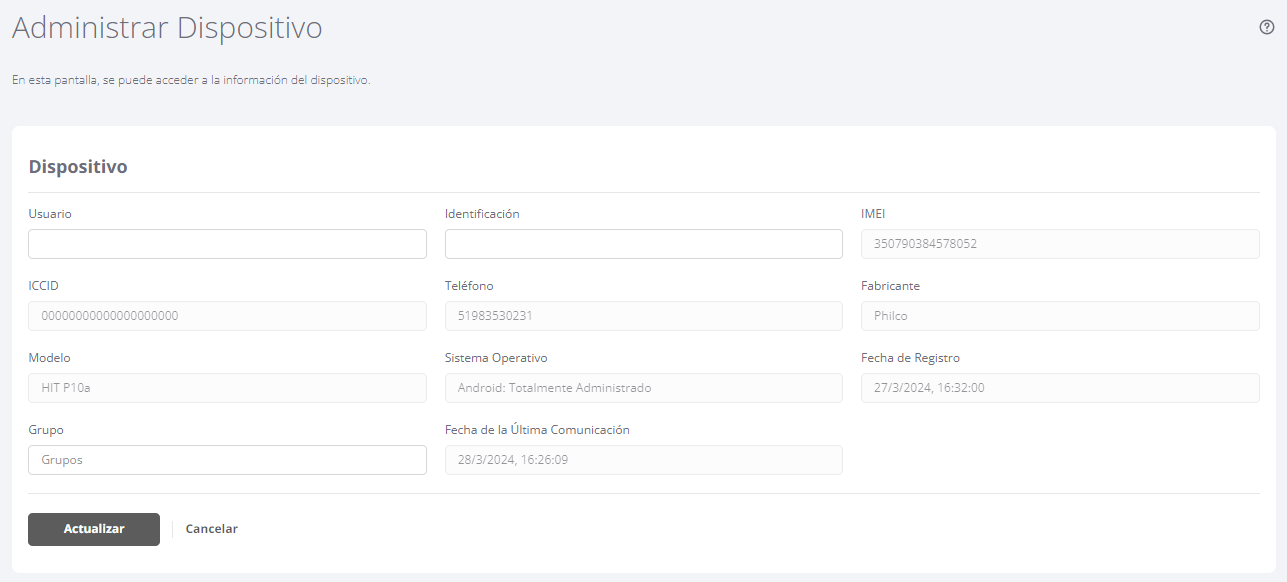 Administrar Dispositivo
En esta pantalla, se puede acceder a la información del dispositivo.
Dispositivo
Usuario
Identificación
IMEI
350790384578052
ICCID
Teléfono
Fabricante
00000000000000000000
51983530231
Philco
Modelo
Sistema Operativo
Fecha de Registro
HIT P10a
Android: Totalmente Administrado
27/3/2024, 16:32:00
Grupo
Fecha de la Última Comunicación
Grupos
28/3/2024, 16:26:09
Actualizar
Cancelar